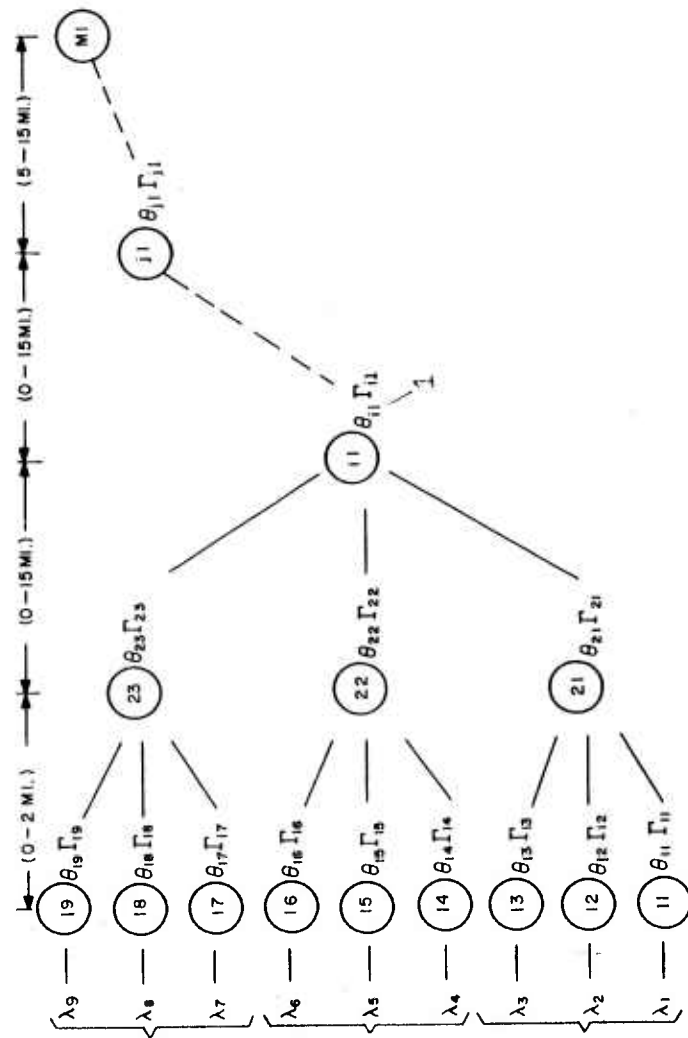 (0-2 MI.) (0-15 MI.) (0-15 MI.) (5-15 MI.)
M1
j1 θj1 Γj1
i1 θi1 Γi1
1
23 θ23 Γ23
22 θ22 Γ22
21 θ21 Γ21
λ9 19 θ19 Γ19
λ8 18 θ18 Γ18
λ7 17 θ17 Γ17
λ6 16 θ16 Γ16
λ5 15 θ15 Γ15
λ4 14 θ14 Γ14
λ3 13 θ13 Γ13
λ2 12 θ12 Γ12
λ1 11 θ11 Γ11